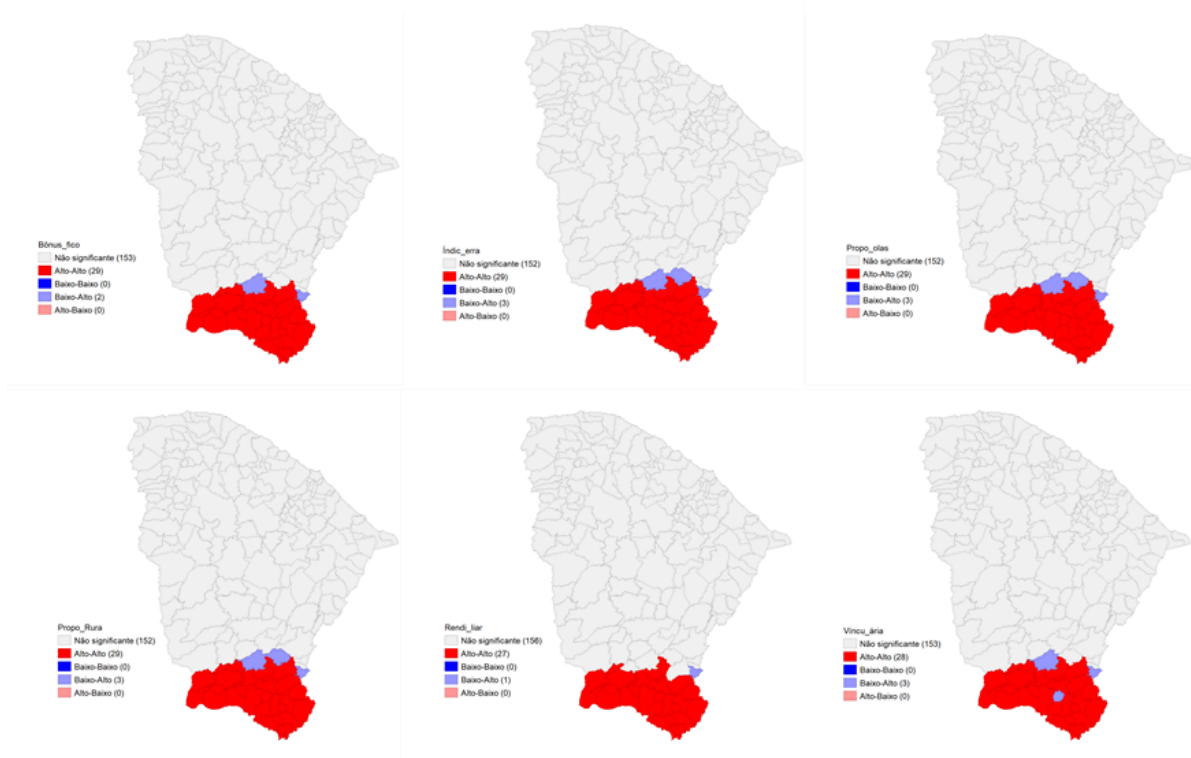 Bônus_fico
Não significante (153)
Alto-Alto (29)
Baixo-Baixo (0)
Baixo-Alto (2)
Alto-Baixo (0)
Índic_erra
Não significante (152)
Alto-Alto (29)
Baixo-Baixo (0)
Baixo-Alto (3)
Alto-Baixo (0)
Propo_olas
Não significante (152)
Alto-Alto (29)
Baixo-Baixo (0)
Baixo-Alto (3)
Alto-Baixo (0)
Propo_Rura
Não significante (152)
Alto-Alto (29)
Baixo-Baixo (0)
Baixo-Alto (3)
Alto-Baixo (0)
Rendi_liar
Não significante (156)
Alto-Alto (27)
Baixo-Baixo (0)
Baixo-Alto (1)
Alto-Baixo (0)
Víncu_ária
Não significante (153)
Alto-Alto (28)
Baixo-Baixo (0)
Baixo-Alto (3)
Alto-Baixo (0)